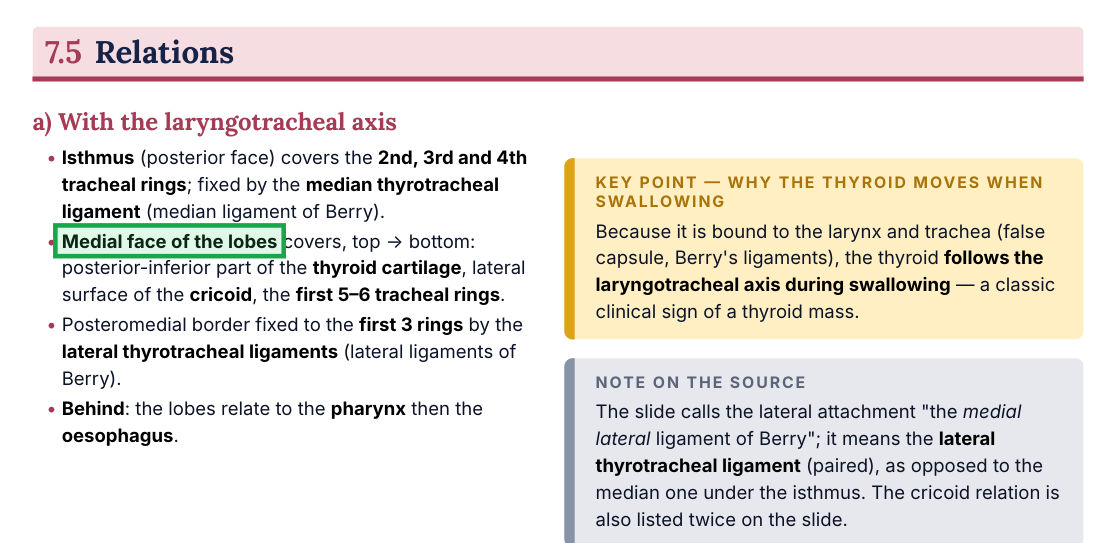 7.5 Relations
a) With the laryngotracheal axis
• Isthmus (posterior face) covers the 2nd, 3rd and 4th
tracheal rings; fixed by the median thyrotracheal
ligament (median ligament of Berry).
• Medial face of the lobes covers, top → bottom:
posterior-inferior part of the thyroid cartilage, lateral
surface of the cricoid, the first 5–6 tracheal rings.
• Posteromedial border fixed to the first 3 rings by the
lateral thyrotracheal ligaments (lateral ligaments of
Berry).
• Behind: the lobes relate to the pharynx then the
oesophagus.
KEY POINT — WHY THE THYROID MOVES WHEN
SWALLOWING
Because it is bound to the larynx and trachea (false
capsule, Berry's ligaments), the thyroid follows the
laryngotracheal axis during swallowing — a classic
clinical sign of a thyroid mass.
NOTE ON THE SOURCE
The slide calls the lateral attachment "the medial
lateral ligament of Berry"; it means the lateral
thyrotracheal ligament (paired), as opposed to the
median one under the isthmus. The cricoid relation is
also listed twice on the slide.